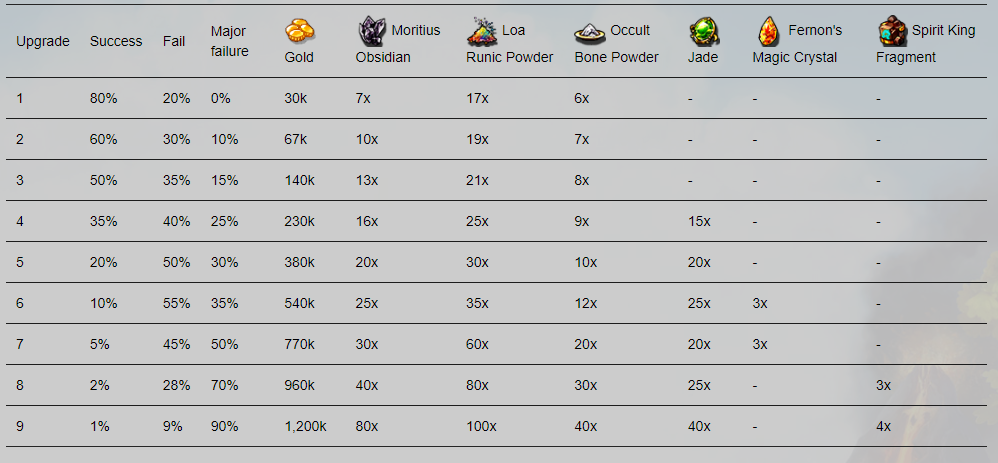 Upgrade Success Fail Major failure Gold Moritius Obsidian Loa Runic Powder Occult Bone Powder Jade Fernon's Magic Crystal Spirit King Fragment
1 80% 20% 0% 30k 7x 17x 6x - - -
2 60% 30% 10% 67k 10x 19x 7x - - -
3 50% 35% 15% 140k 13x 21x 8x - - -
4 35% 40% 25% 230k 16x 25x 9x 15x - -
5 20% 50% 30% 380k 20x 30x 10x 20x - -
6 10% 55% 35% 540k 25x 35x 12x 25x 3x -
7 5% 45% 50% 770k 30x 60x 20x 20x 3x -
8 2% 28% 70% 960k 40x 80x 30x 25x - 3x
9 1% 9% 90% 1,200k 80x 100x 40x 40x - 4x